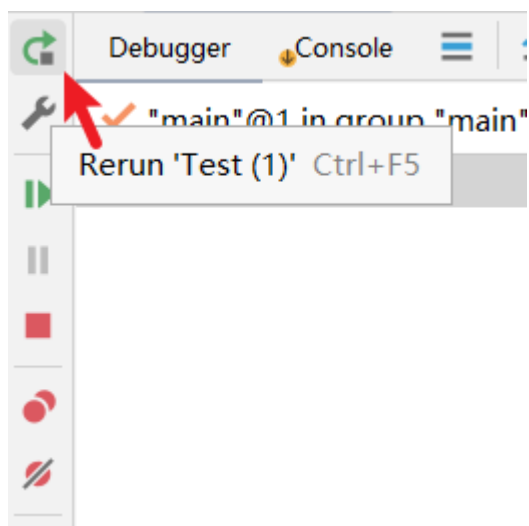 Debugger Console
"main"@1 in group "main"
Rerun 'Test (1)' Ctrl+F5